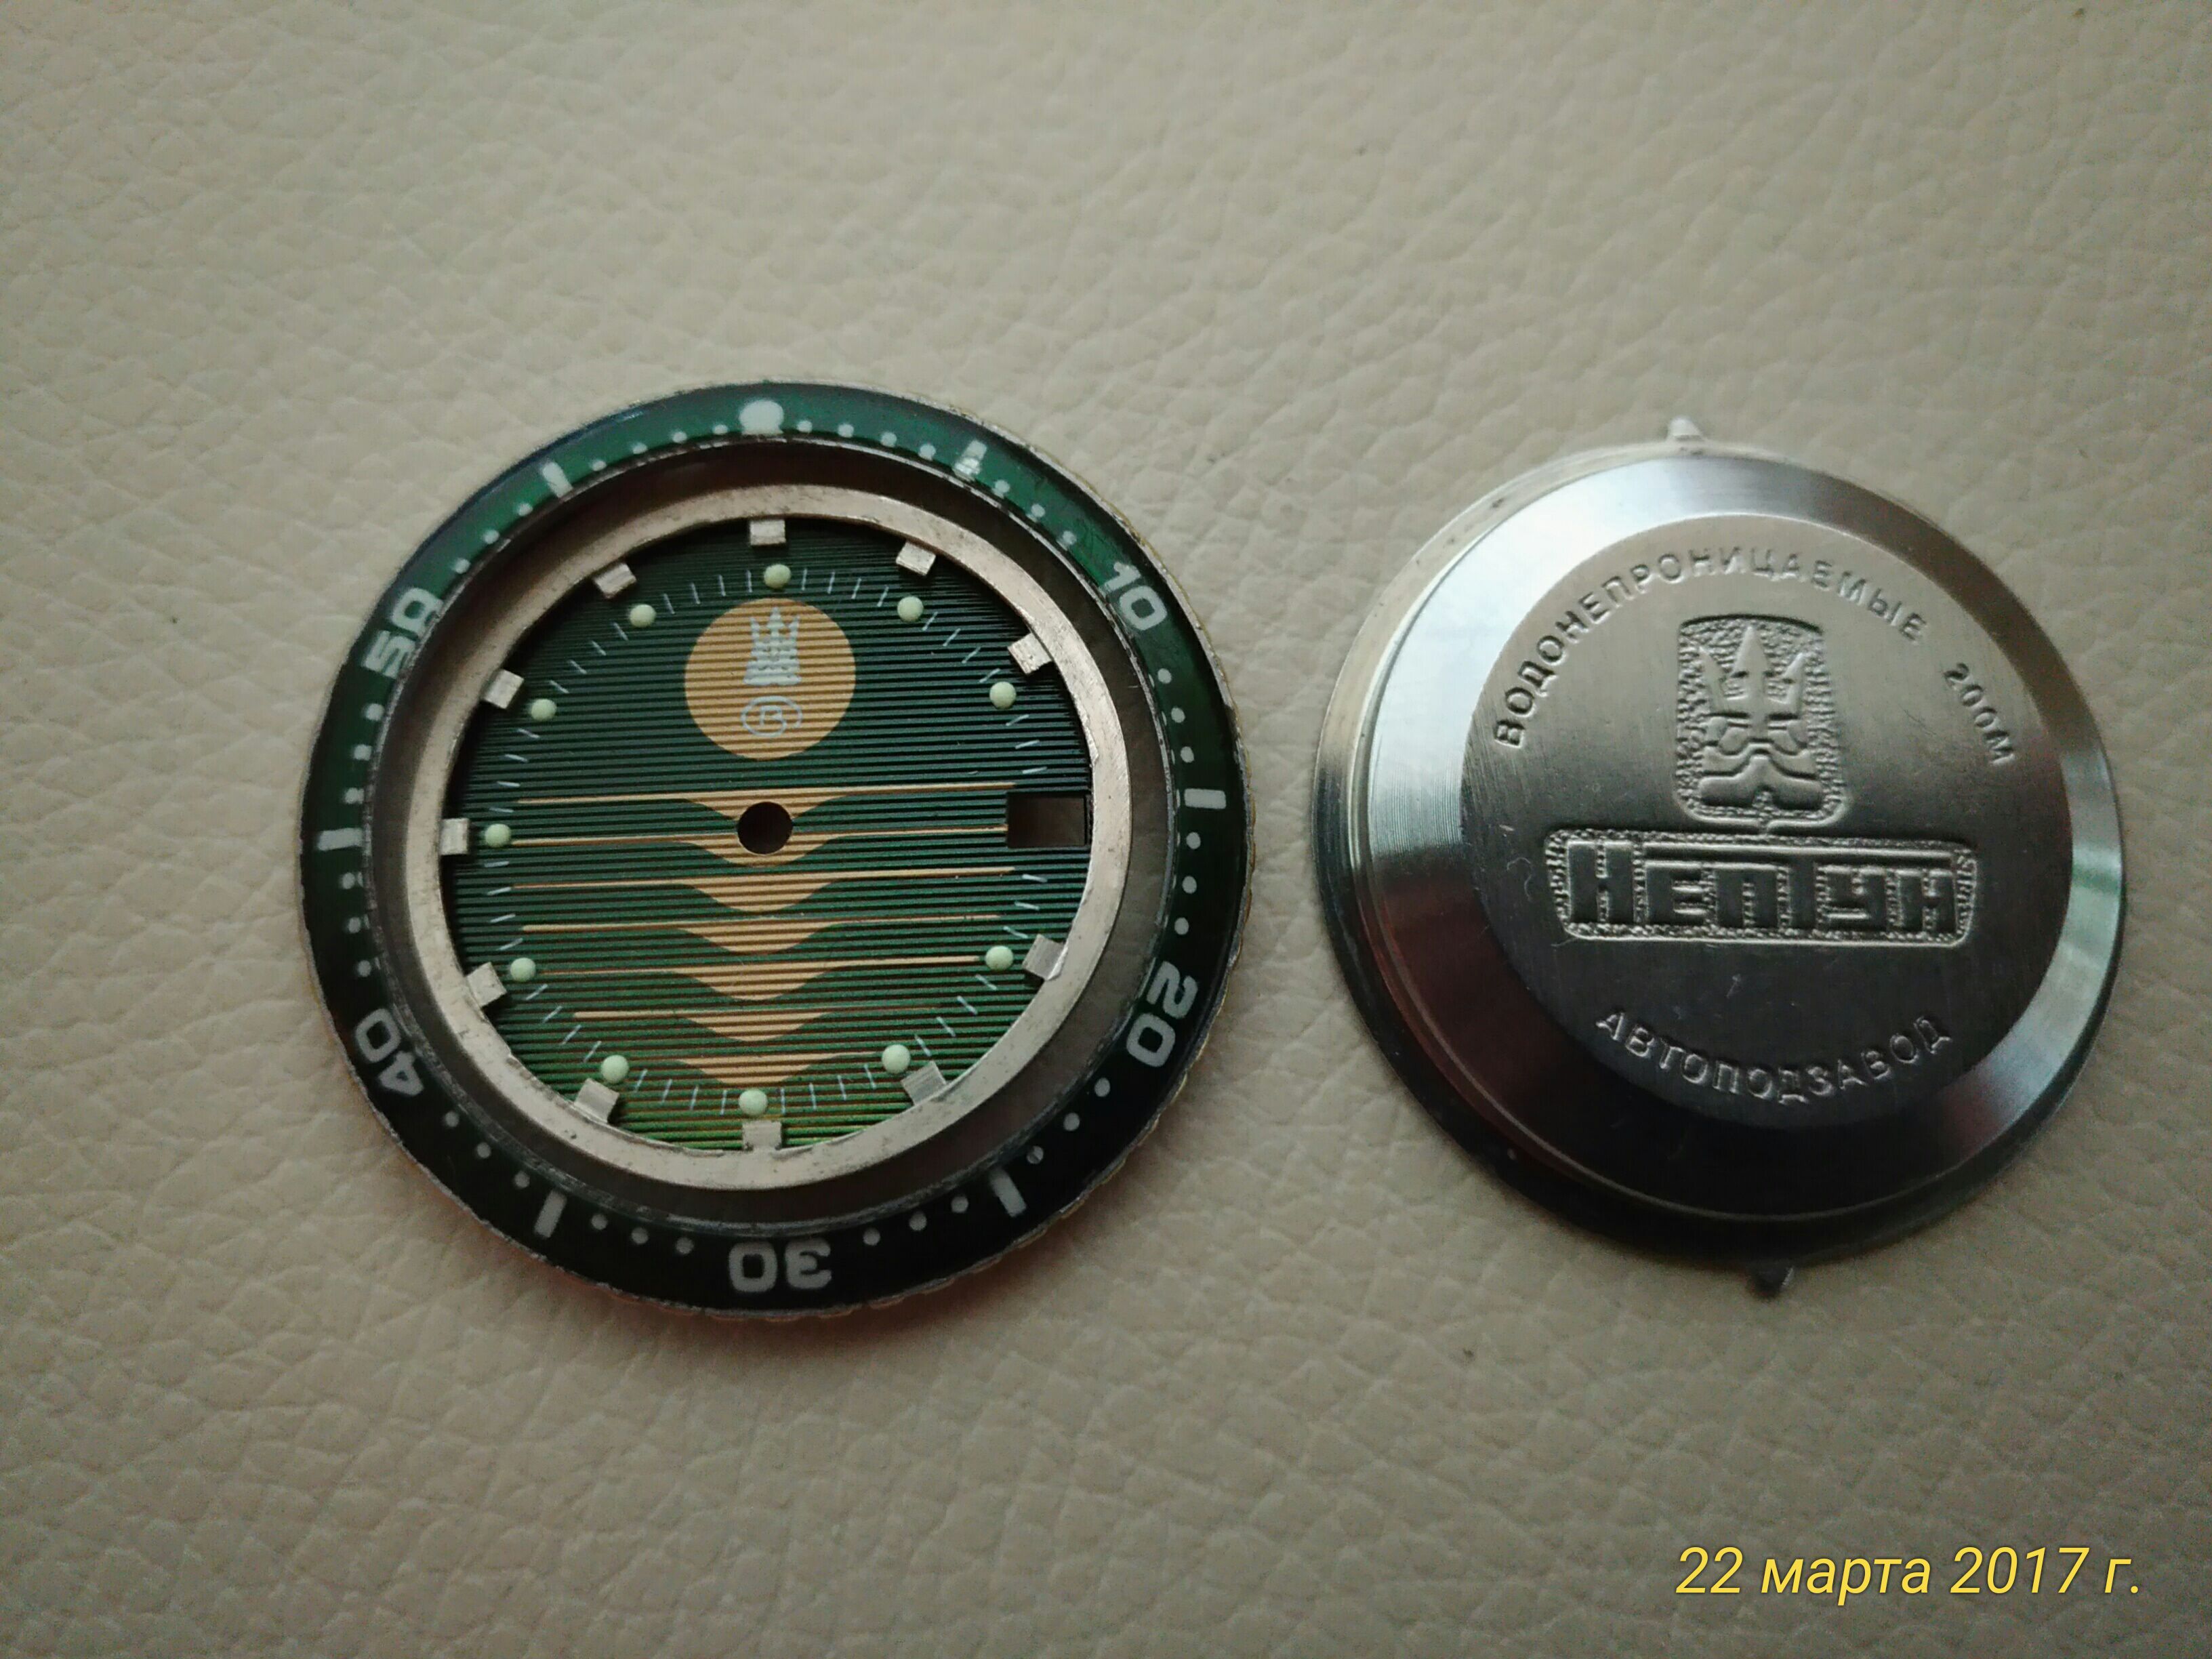 10
20
30
40
50
В
ВОДОНЕПРОНИЦАЕМЫЕ 200М
НЕПТУН
АВТОПОДЗАВОД
22 марта 2017 г.